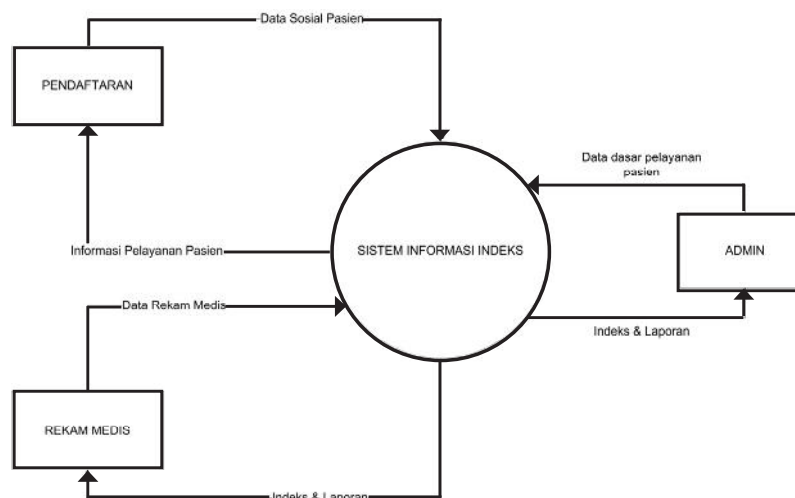 Data Sosial Pasien
PENDAFTARAN
Data dasar pelayanan
pasien
Informasi Pelayanan Pasien
SISTEM INFORMASI INDEKS
ADMIN
Data Rekam Medis
Indeks & Laporan
REKAM MEDIS
Indeks & Laporan